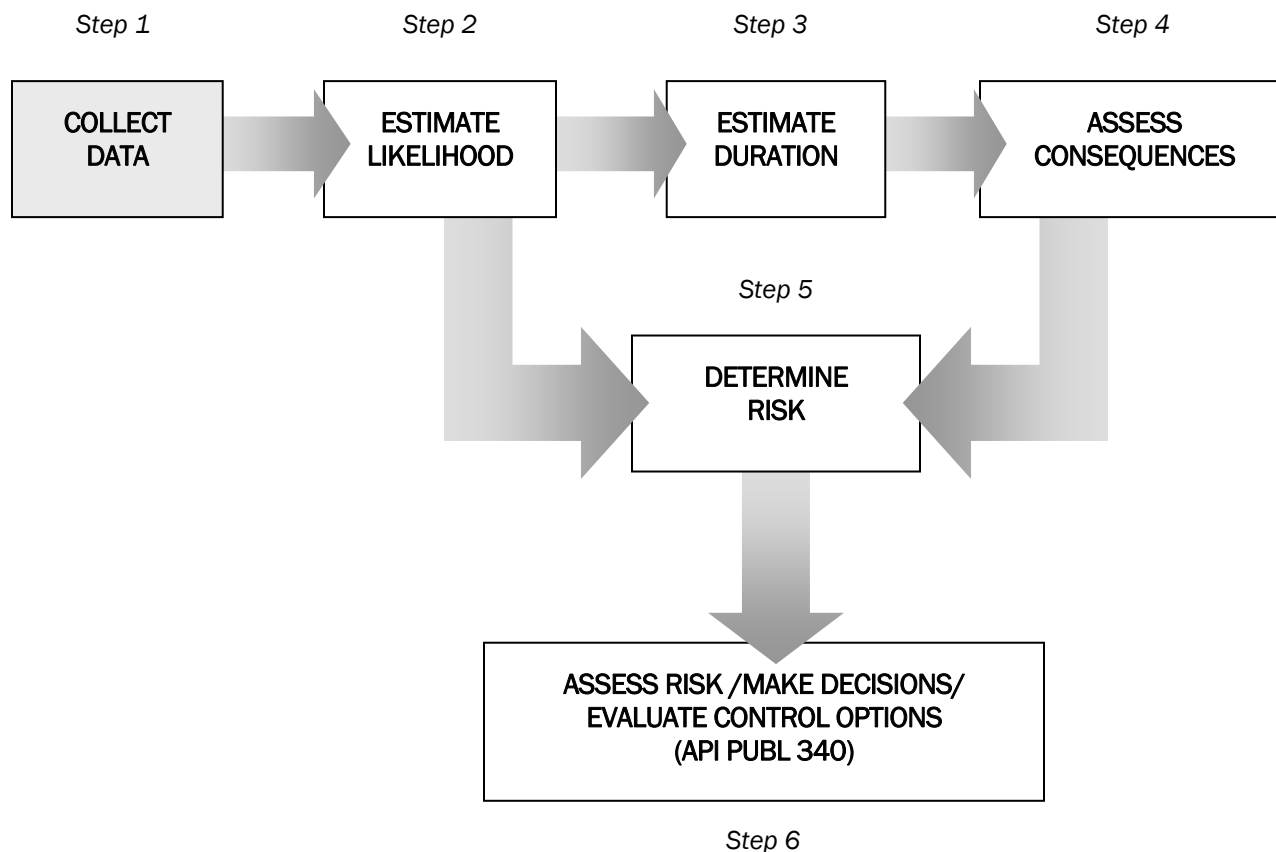 Step 1
Step 2
Step 3
Step 4
COLLECT
DATA
ESTIMATE
LIKELIHOOD
ESTIMATE
DURATION
ASSESS
CONSEQUENCES
Step 5
DETERMINE
RISK
ASSESS RISK /MAKE DECISIONS/
EVALUATE CONTROL OPTIONS
(API PUBL 340)
Step 6